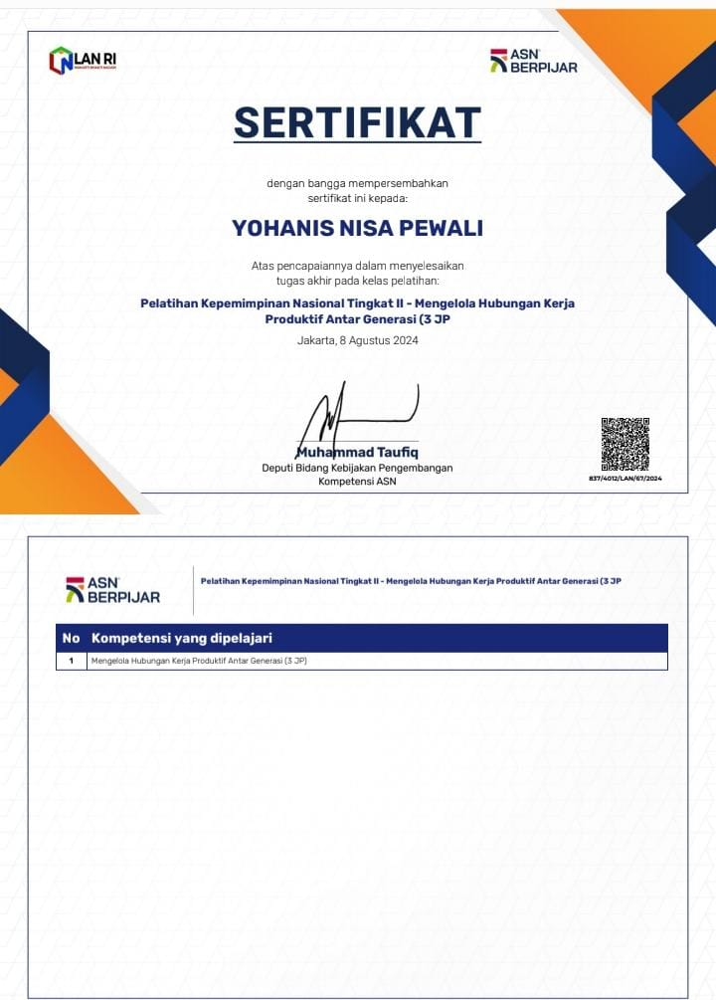 LAN RI
ASN
BERPIJAR
SERTIFIKAT
dengan bangga mempersembahkan
sertifikat ini kepada:
YOHANIS NISA PEWALI
Atas pencapaiannya dalam menyelesaikan
tugas akhir pada kelas pelatihan:
Pelatihan Kepemimpinan Nasional Tingkat II - Mengelola Hubungan Kerja
Produktif Antar Generasi (3 JP
Jakarta, 8 Agustus 2024
Muhammad Taufiq
Deputi Bidang Kebijakan Pengembangan
Kompetensi ASN
837/4012/LAN/67/2024
ASN
BERPIJAR
Pelatihan Kepemimpinan Nasional Tingkat II - Mengelola Hubungan Kerja Produktif Antar Generasi (3 JP
No Kompetensi yang dipelajari
1 Mengelola Hubungan Kerja Produktif Antar Generasi (3 JP)